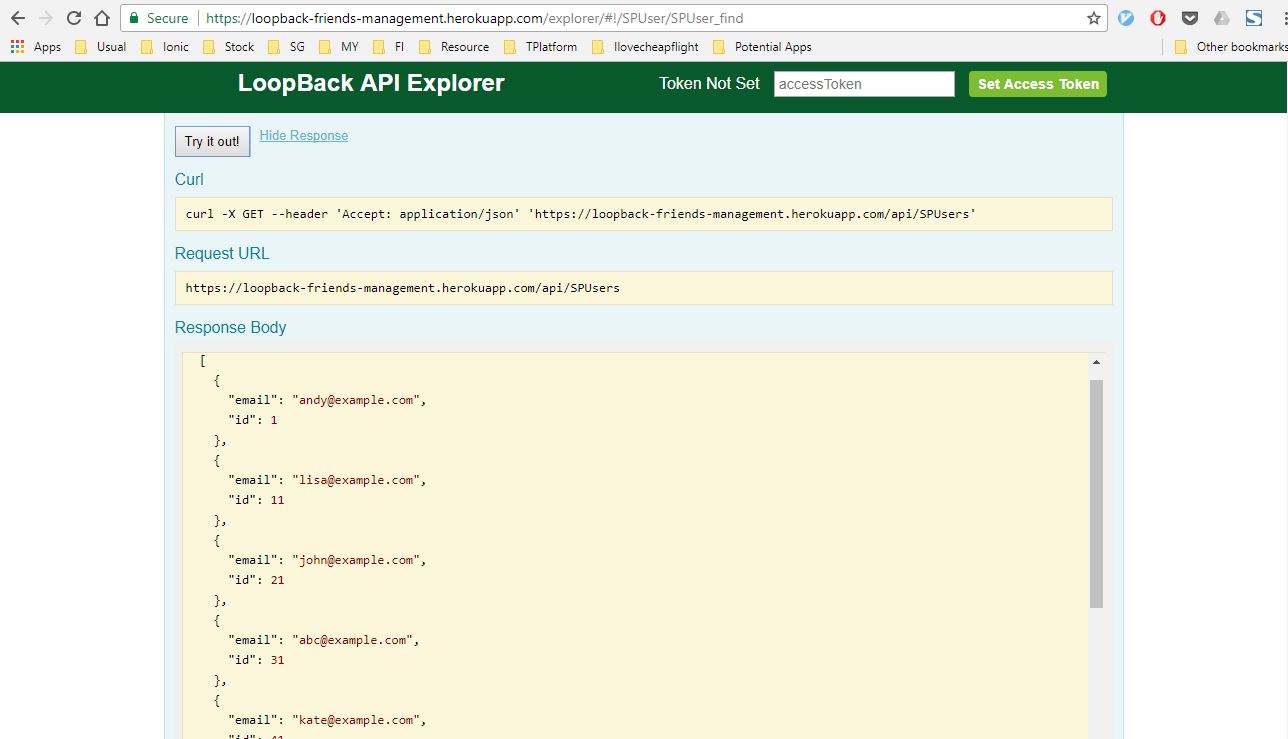 Secure https://loopback-friends-management.herokuapp.com/explorer/#!/SPUser/SPUser_find
Apps Usual Ionic Stock SG MY FI Resource TPlatform Ilovecheapflight Potential Apps Other bookmarks
LoopBack API Explorer Token Not Set accessToken Set Access Token
Try it out! Hide Response
Curl
curl -X GET --header 'Accept: application/json' 'https://loopback-friends-management.herokuapp.com/api/SPUsers'
Request URL
https://loopback-friends-management.herokuapp.com/api/SPUsers
Response Body
[
{
"email": "andy@example.com",
"id": 1
},
{
"email": "lisa@example.com",
"id": 11
},
{
"email": "john@example.com",
"id": 21
},
{
"email": "abc@example.com",
"id": 31
},
{
"email": "kate@example.com",
"id": 41